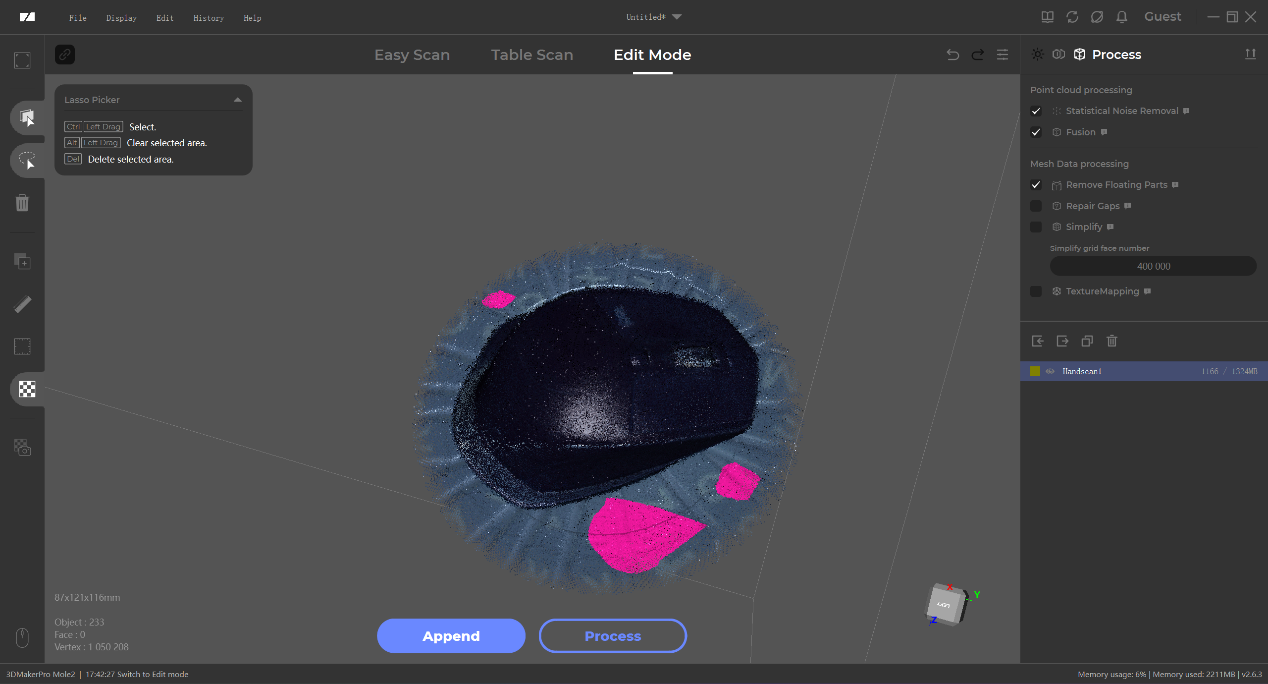 File Display Edit History Help Untitled* Guest
Easy Scan Table Scan Edit Mode Process
Lasso Picker
Ctrl Left Drag Select.
Alt Left Drag Clear selected area.
Del Delete selected area.
Point cloud processing
Statistical Noise Removal
Fusion
Mesh Data processing
Remove Floating Parts
Repair Gaps
Simplify
Simplify grid face number
400 000
TextureMapping
Handscan1 1166 / 1324MB
87x121x116mm
Object : 233
Face : 0
Vertex : 1 050 208
X
Y
Z
LEFT
Append Process
3DMakerPro Mole2 | 17:42:27 Switch to Edit mode Memory usage: 6% | Memory used: 2211MB | v2.6.3